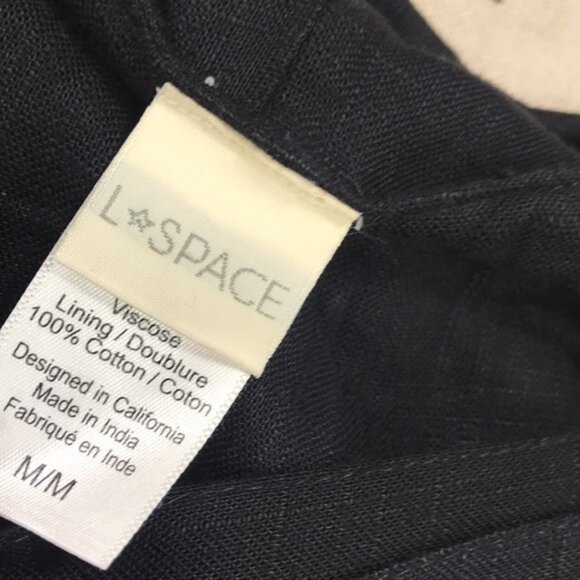 L☆SPACE
Viscose
Lining / Doublure
100% Cotton / Coton
Designed in California
Made in India
Fabriqué en Inde
M/M